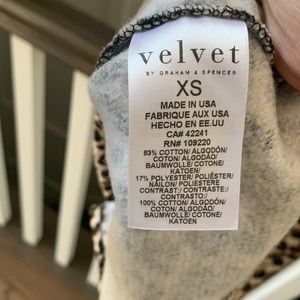 velvet
BY GRAHAM & SPENCER
XS
MADE IN USA
FABRIQUE AUX USA
HECHO EN EE.UU
CA# 42241
RN# 109220
83% COTTON/ ALGODÓN/
COTON/ ALGODÃO/
BAUMWOLLE/ COTONE/
KATOEN
17% POLYESTER/ POLIÉSTER/
NÁILON/ POLIESTERE
CONTRAST:/ CONTRASTE:/
CONTRASTO:/
100% COTTON/ ALGODÓN/
COTON/ ALGODÃO/
BAUMWOLLE/ COTONE/
KATOEN